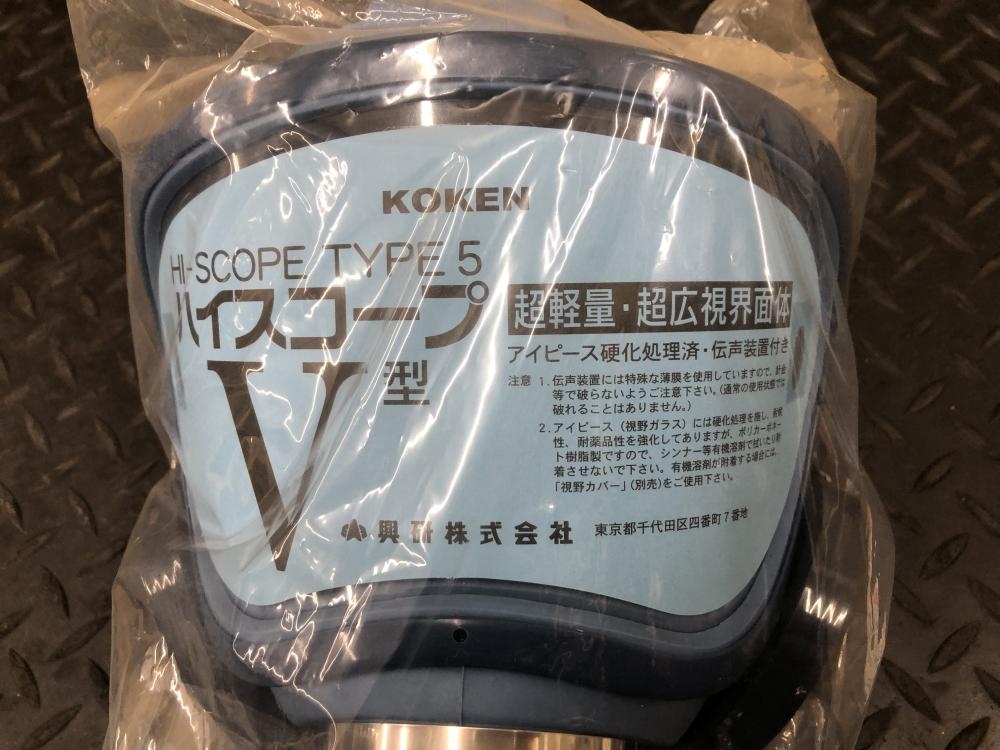 KOKEN
HI-SCOPE TYPE 5
ハイスコープ
V型
超軽量・超広視界面体
アイピース硬化処理済・伝声装置付き
注意 1. 伝声装置には特殊な薄膜を使用していますので、針金
等で破らないようご注意下さい。（通常の使用状態では
破れることはありません。）
2. アイピース（視野ガラス）には硬化処理を施し、耐候
性、耐薬品性を強化してありますが、ポリカーボネー
ト樹脂製ですので、シンナー等有機溶剤で拭いたり附
着させないで下さい。有機溶剤が附着する場合には、
「視野カバー」（別売）をご使用下さい。
興研株式会社 東京都千代田区四番町7番地